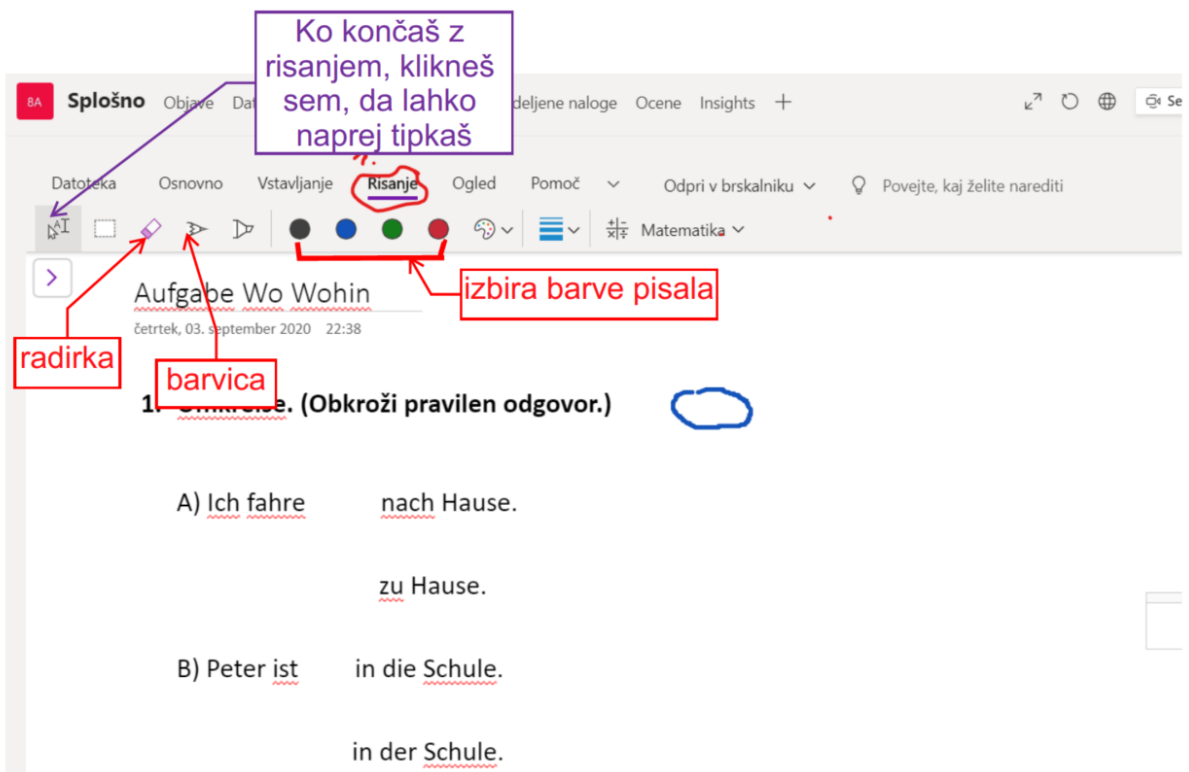 Ko končaš z
risanjem, klikneš
sem, da lahko
naprej tipkaš
8A Splošno Objave deljene naloge Ocene Insights
Datoteka Osnovno Vstavljanje Risanje Ogled Pomoč Odpri v brskalniku Povejte, kaj želite narediti
Matematika
izbira barve pisala
Aufgabe Wo Wohin
četrtek, 03. september 2020 22:38
radirka
barvica
1. (Obkroži pravilen odgovor.)
A) Ich fahre nach Hause.
zu Hause.
B) Peter ist in die Schule.
in der Schule.